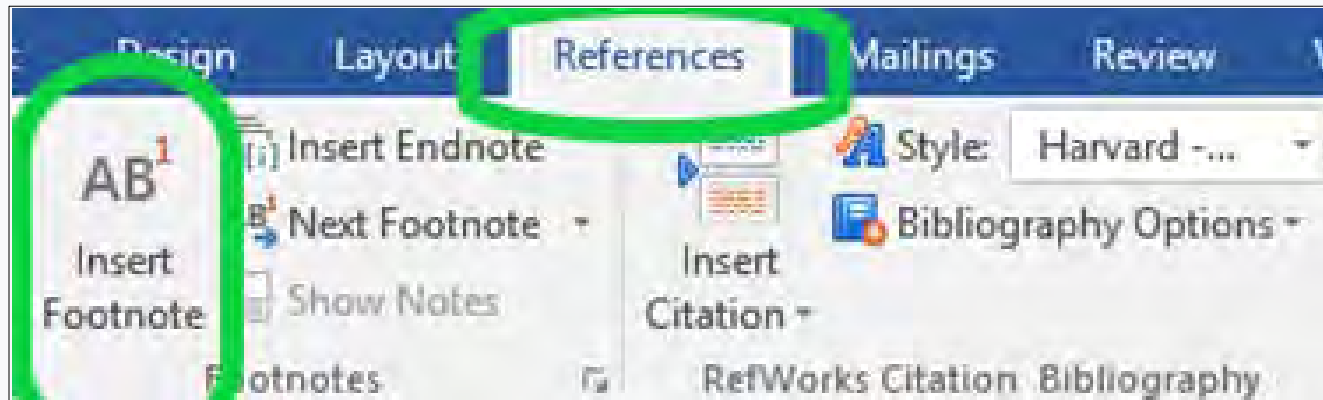 Design Layout References Mailings Review
AB1
Insert
Footnote
Insert Endnote
Next Footnote
Show Notes
Footnotes
Insert
Citation
Style: Harvard -...
Bibliography Options
RefWorks Citation Bibliography